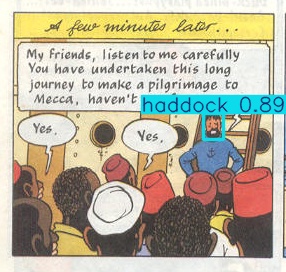 A few minutes later...
My friends, listen to me carefully
You have undertaken this long
journey to make a pilgrimage to
Mecca, haven't
haddock 0.89
Yes.
Yes.